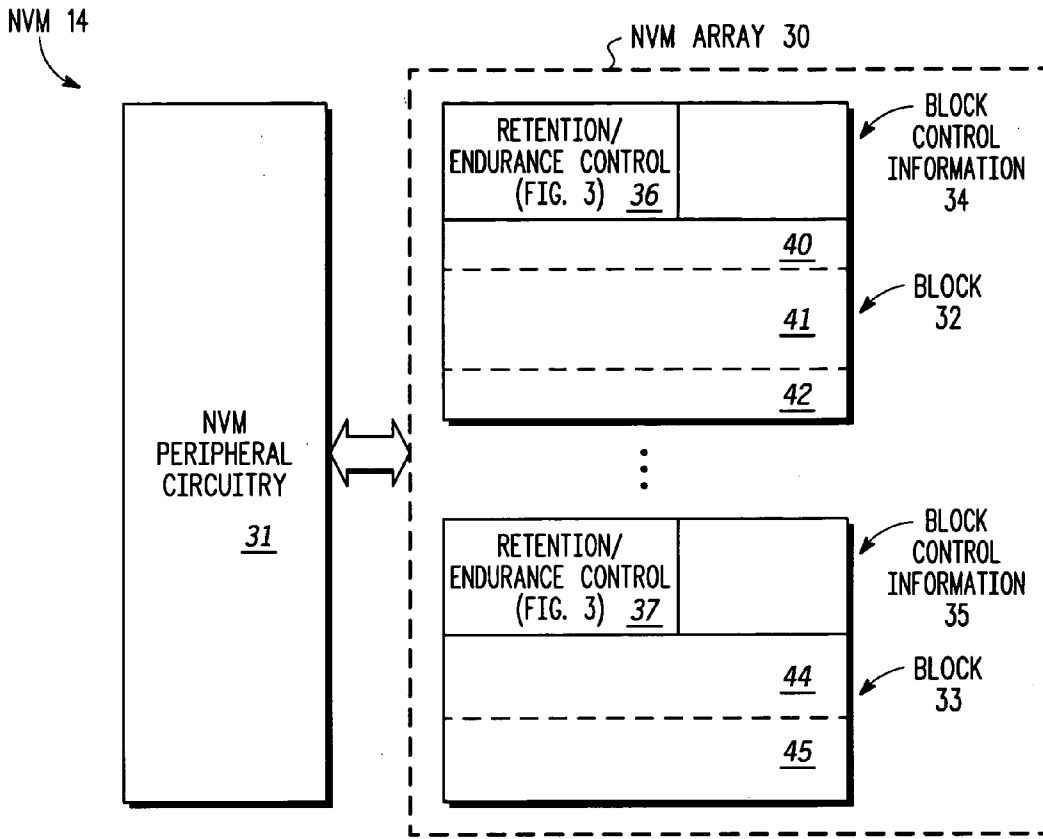 NVM 14
NVM ARRAY 30
NVM
PERIPHERAL
CIRCUITRY
31
RETENTION/
ENDURANCE CONTROL
(FIG. 3) 36
BLOCK
CONTROL
INFORMATION
34
40
41
42
BLOCK
32
RETENTION/
ENDURANCE CONTROL
(FIG. 3) 37
BLOCK
CONTROL
INFORMATION
35
44
45
BLOCK
33